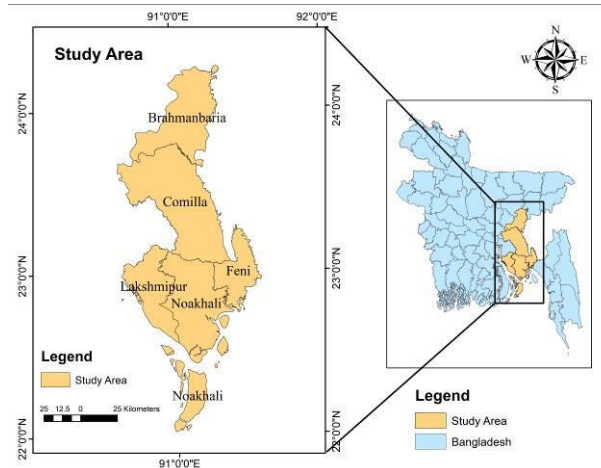 91°0'0"E
92°0'0"E
Study Area
24°0'0"N
23°0'0"N
22°0'0"N
Brahmanbaria
Comilla
Feni
Lakshmipur
Noakhali
Noakhali
Legend
Study Area
25 12.5 0 25 Kilometers
91°0'0"E
24°0'0"N
23°0'0"N
22°0'0"N
N
W E
S
Legend
Study Area
Bangladesh